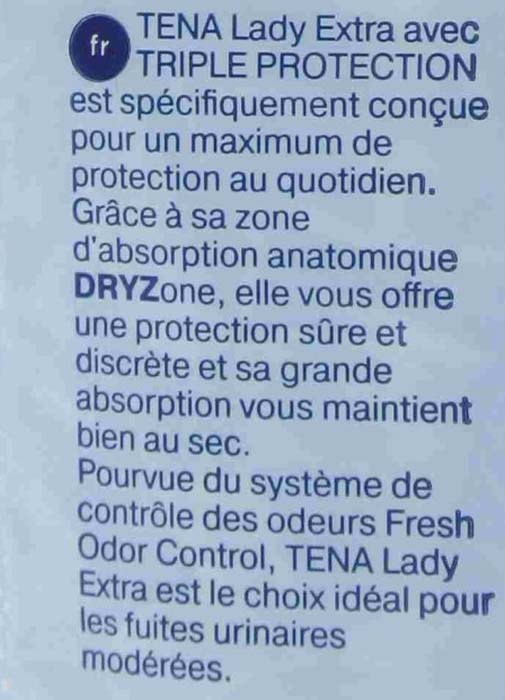 fr
TENA Lady Extra avec
TRIPLE PROTECTION
est spécifiquement conçue
pour un maximum de
protection au quotidien.
Grâce à sa zone
d'absorption anatomique
DRYZone, elle vous offre
une protection sûre et
discrète et sa grande
absorption vous maintient
bien au sec.
Pourvue du système de
contrôle des odeurs Fresh
Odor Control, TENA Lady
Extra est le choix idéal pour
les fuites urinaires
modérées.